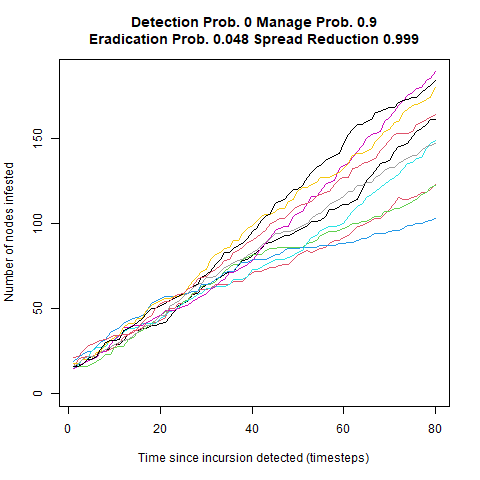 Detection Prob. 0 Manage Prob. 0.9
Eradication Prob. 0.048 Spread Reduction 0.999
Number of nodes infested
150
100
50
0
0 20 40 60 80
Time since incursion detected (timesteps)